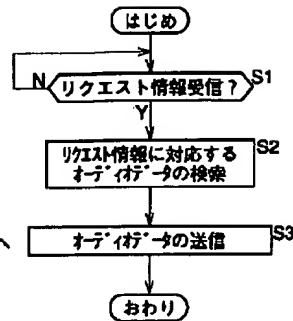 はじめ
N
リクエスト情報受信?
S1
Y
リクエスト情報に対応する
オーディオデータの検索
S2
オーディオデータの送信
S3
おわり